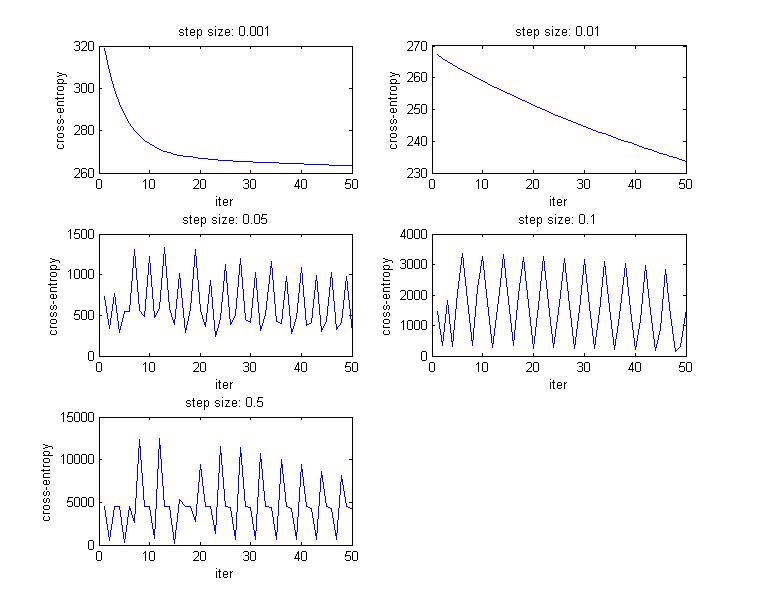 step size: 0.001
320
300
280
260
cross-entropy
0 10 20 30 40 50
iter
step size: 0.01
270
260
250
240
230
cross-entropy
0 10 20 30 40 50
iter
step size: 0.05
1500
1000
500
0
cross-entropy
0 10 20 30 40 50
iter
step size: 0.1
4000
3000
2000
1000
0
cross-entropy
0 10 20 30 40 50
iter
step size: 0.5
15000
10000
5000
0
cross-entropy
0 10 20 30 40 50
iter